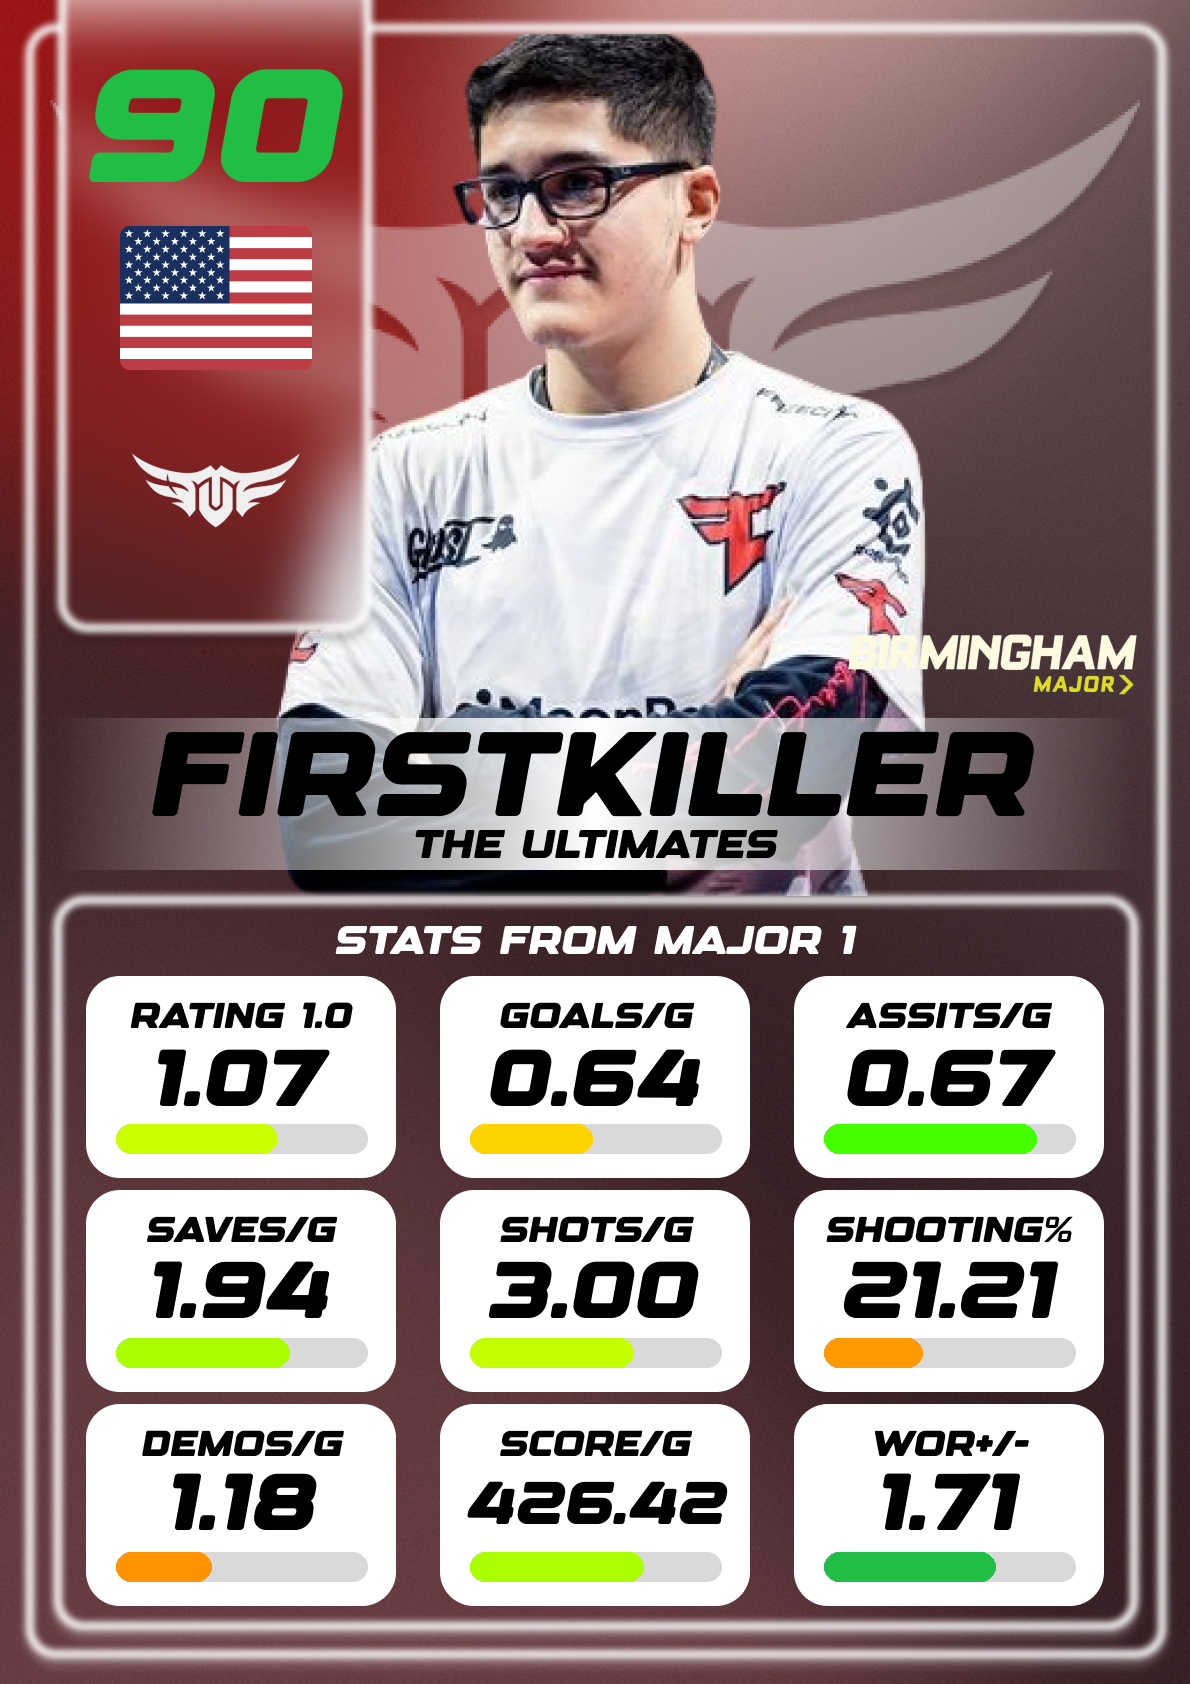 90
GHOST
BIRMINGHAM
MAJOR >
FIRSTKILLER
THE ULTIMATES
STATS FROM MAJOR 1
RATING 1.0
1.07
GOALS/G
0.64
ASSITS/G
0.67
SAVES/G
1.94
SHOTS/G
3.00
SHOOTING%
21.21
DEMOS/G
1.18
SCORE/G
426.42
WOR+/-
1.71